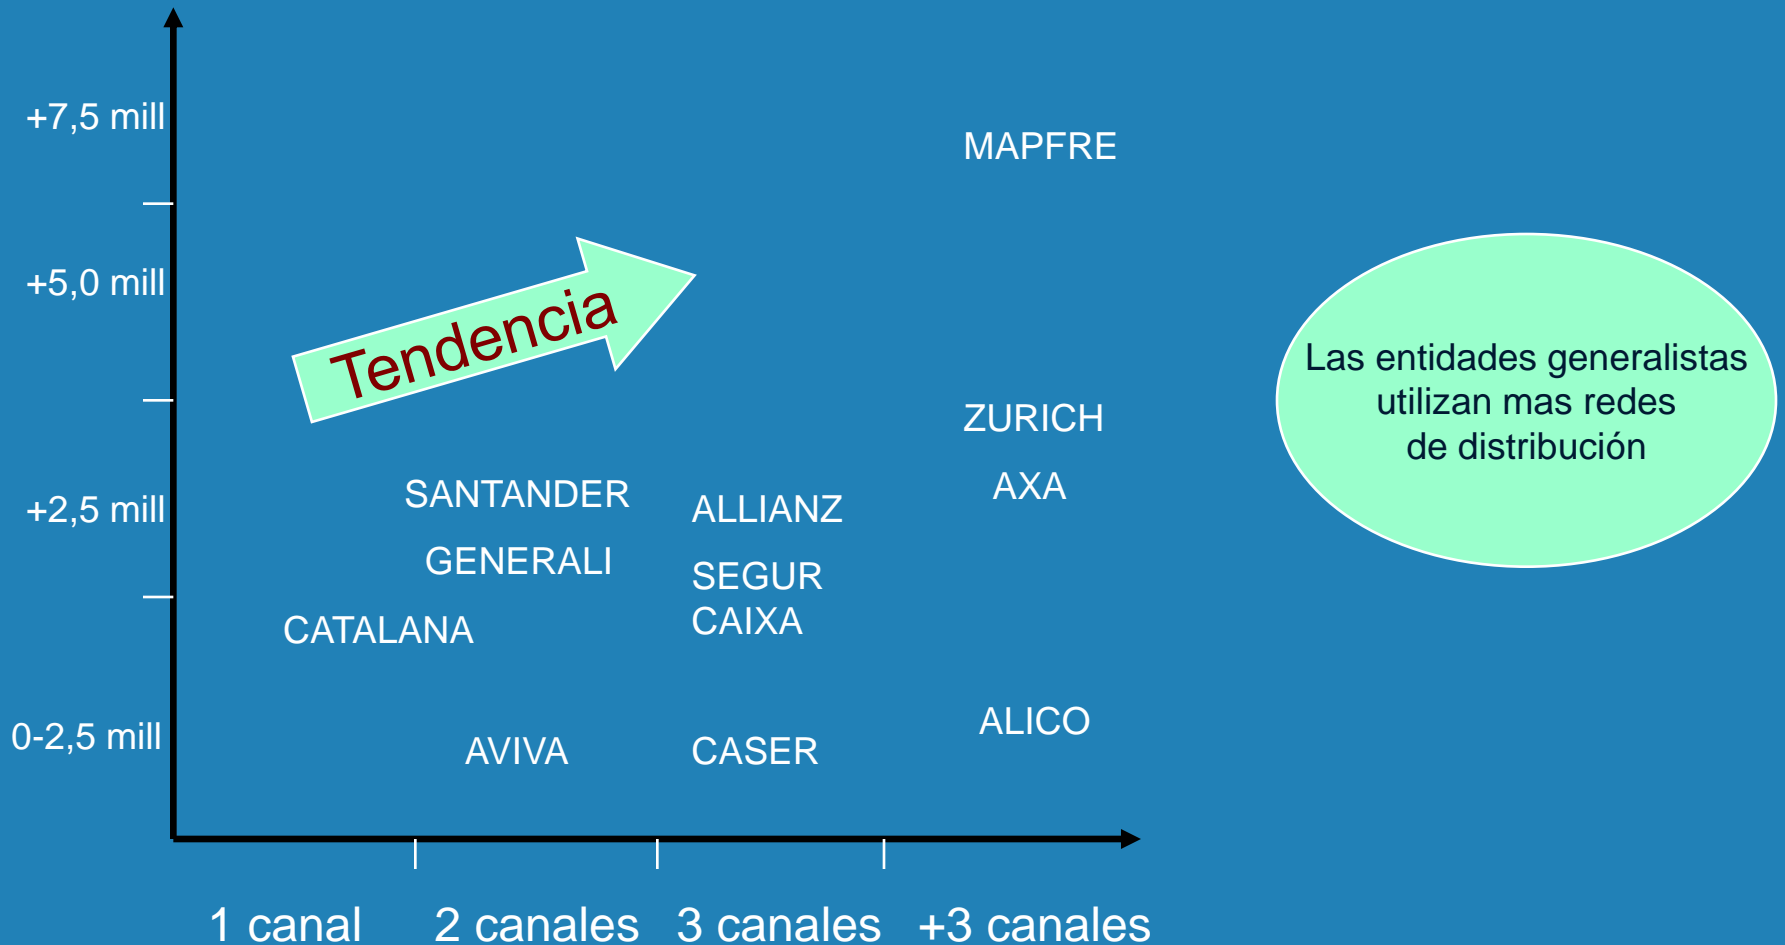 +7,5 mill
MAPFRE
+5,0 mill
Tendencia
Las entidades generalistas
utilizan mas redes
de distribución
ZURICH
AXA
SANTANDER
ALLIANZ
+2,5 mill
GENERALI
SEGUR
CAIXA
CATALANA
ALICO
0-2,5 mill
AVIVA
CASER
1 canal
2 canales
3 canales
+3 canales